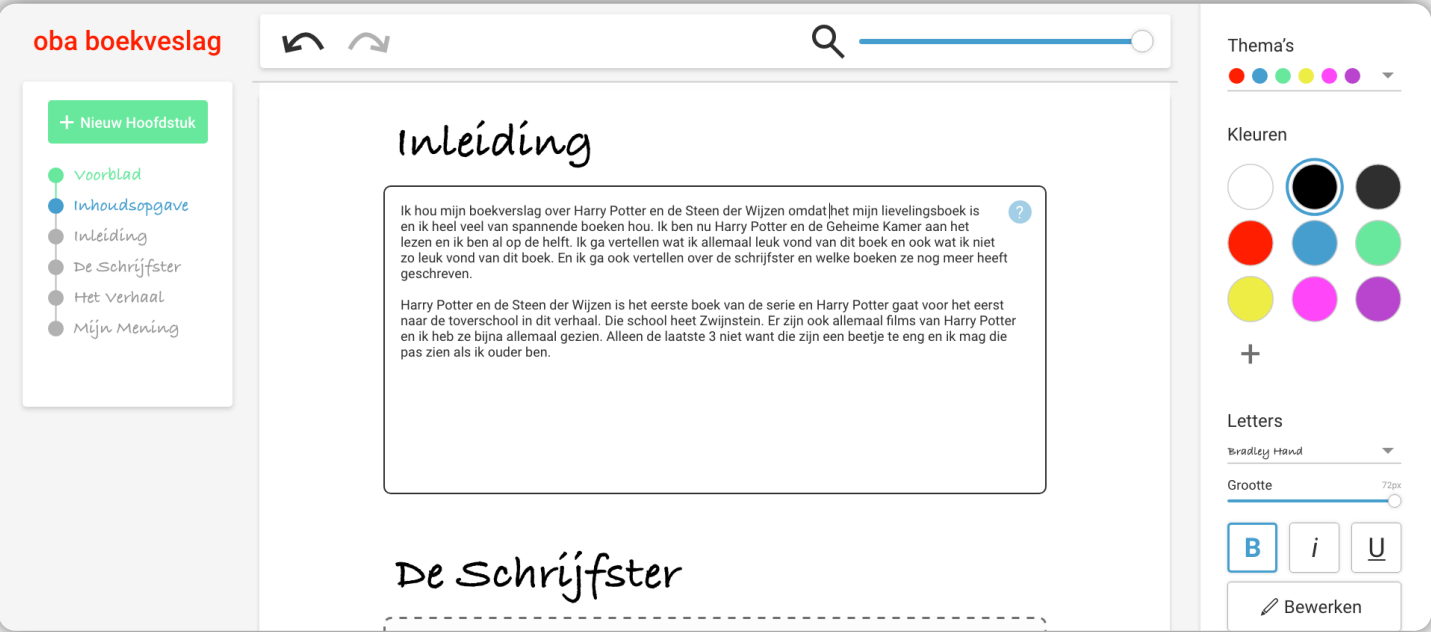 oba boekveslag
Nieuw Hoofdstuk
Voorblad
Inhoudsopgave
Inleiding
De Schrijfster
Het Verhaal
Mijn Mening
Inleiding
Ik hou mijn boekverslag over Harry Potter en de Steen der Wijzen omdat het mijn lievelingsboek is
en ik heel veel van spannende boeken hou. Ik ben nu Harry Potter en de Geheime Kamer aan het
lezen en ik ben al op de helft. Ik ga vertellen wat ik allemaal leuk vond van dit boek en ook wat ik niet
zo leuk vond van dit boek. En ik ga ook vertellen over de schrijfster en welke boeken ze nog meer heeft
geschreven.
Harry Potter en de Steen der Wijzen is het eerste boek van de serie en Harry Potter gaat voor het eerst
naar de toverschool in dit verhaal. Die school heet Zwijnstein. Er zijn ook allemaal films van Harry Potter
en ik heb ze bijna allemaal gezien. Alleen de laatste 3 niet want die zijn een beetje te eng en ik mag die
pas zien als ik ouder ben.
?
De Schrijfster
Thema's
Kleuren
Letters
Bradley Hand
Grootte 72px
B i U
Bewerken